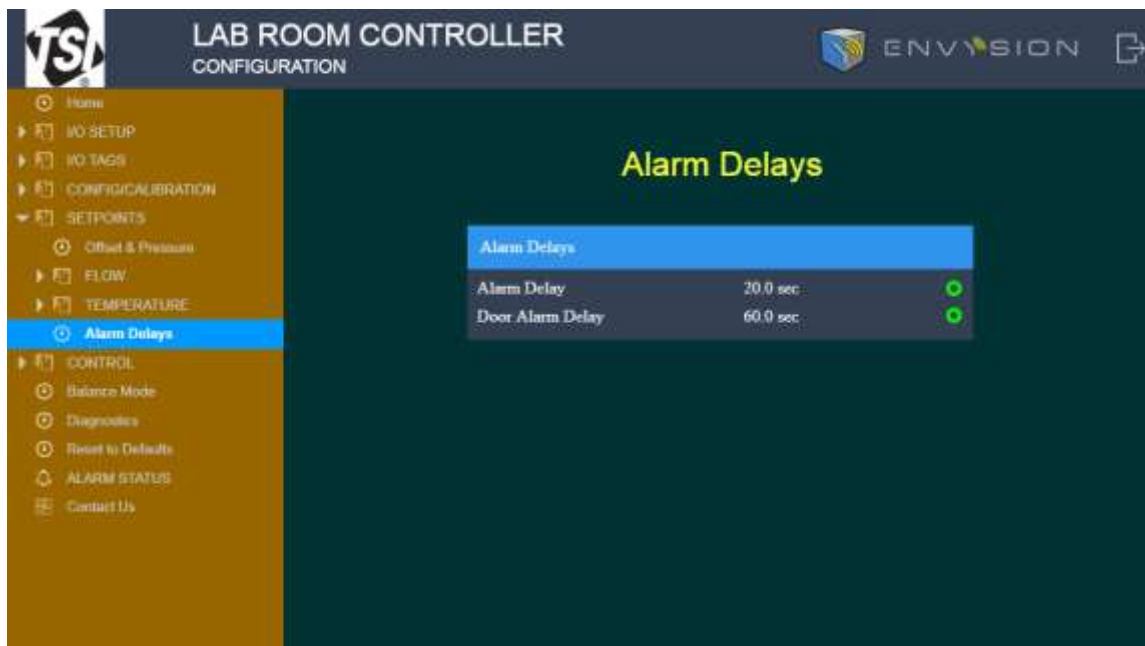 TSI
LAB ROOM CONTROLLER
CONFIGURATION
ENVYSION
Home
I/O SETUP
I/O TAGS
CONFIG/CALIBRATION
SETPOINTS
Offset & Pressure
FLOW
TEMPERATURE
Alarm Delays
CONTROL
Balance Mode
Diagnostics
Reset to Defaults
ALARM STATUS
Contact Us
Alarm Delays
Alarm Delays
Alarm Delay 20.0 sec
Door Alarm Delay 60.0 sec